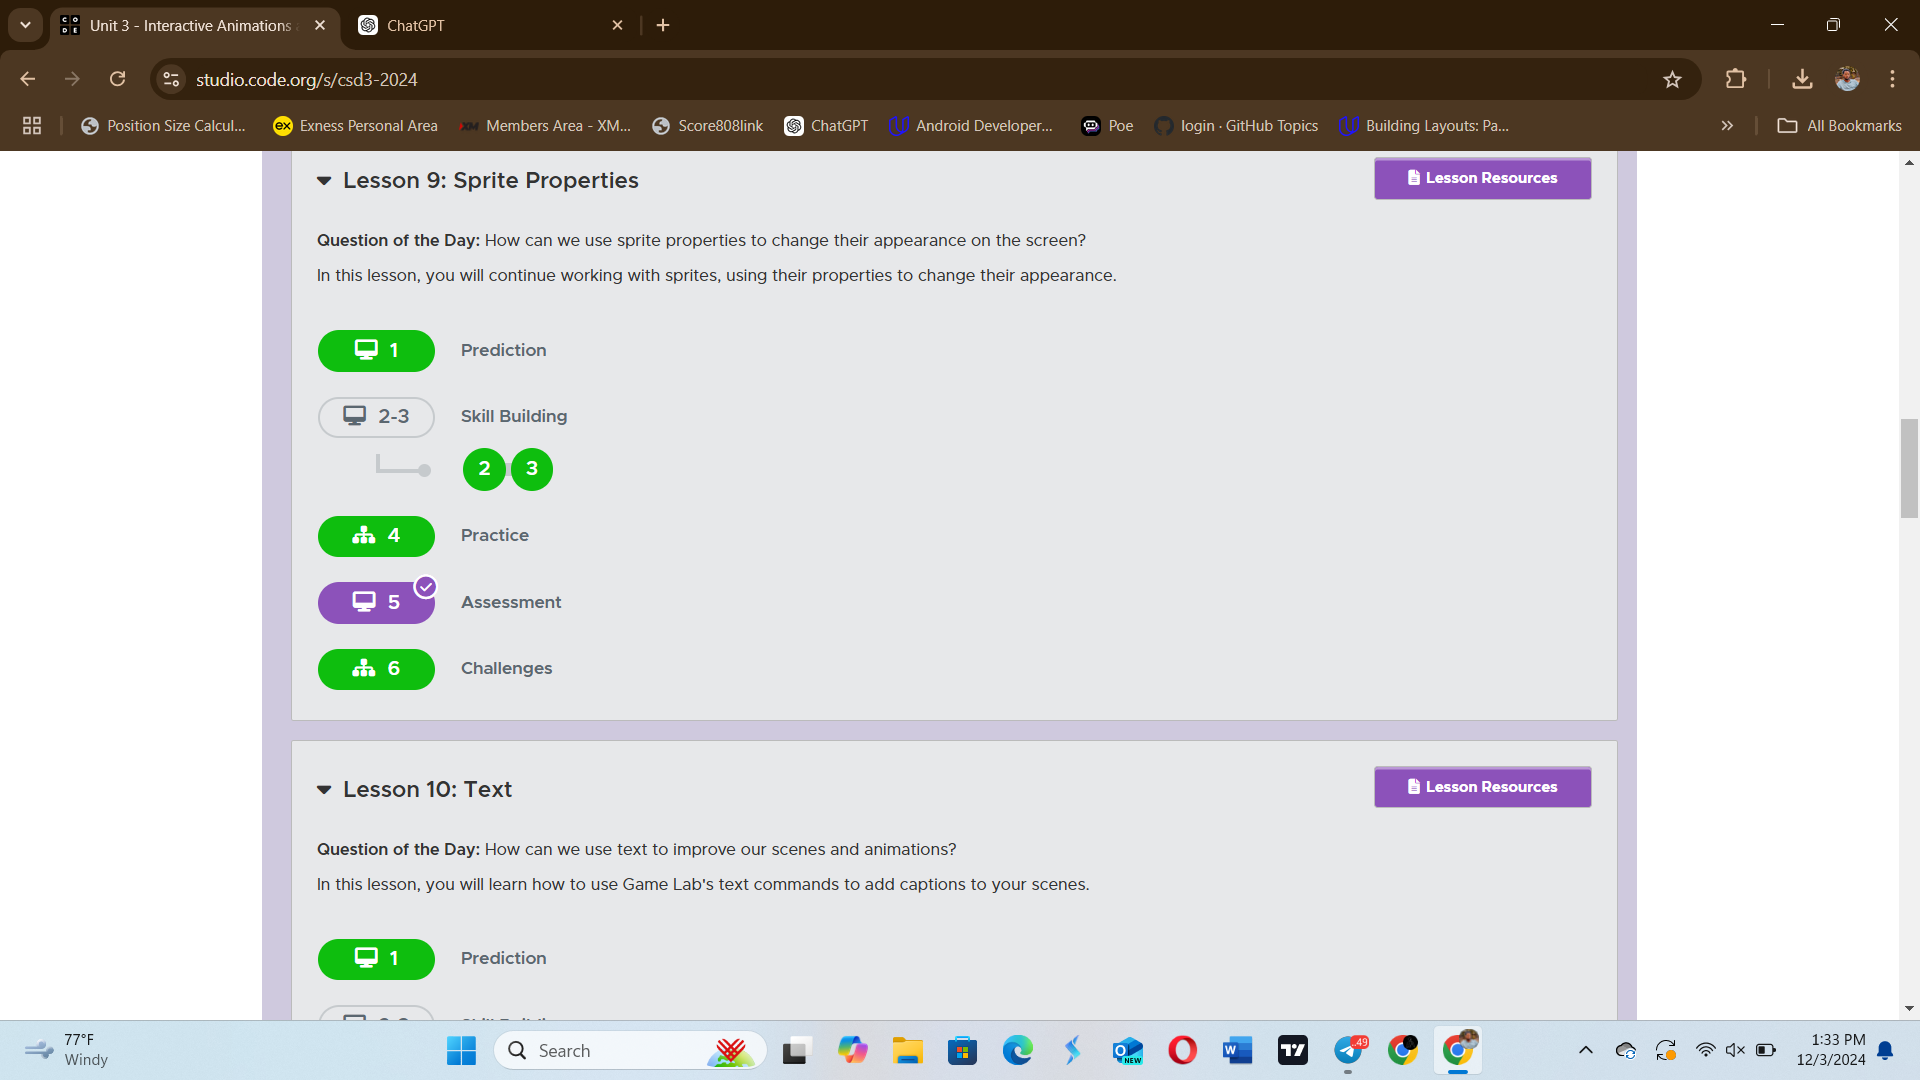 Unit 3 - Interactive Animations
ChatGPT
studio.code.org/s/csd3-2024
Position Size Calcul...
Exness Personal Area
Members Area - XM...
Score808link
ChatGPT
Android Developer...
Poe
login · GitHub Topics
Building Layouts: Pa...
All Bookmarks
Lesson 9: Sprite Properties
Lesson Resources
Question of the Day: How can we use sprite properties to change their appearance on the screen?
In this lesson, you will continue working with sprites, using their properties to change their appearance.
1 Prediction
2-3 Skill Building
2 3
4 Practice
5 Assessment
6 Challenges
Lesson 10: Text
Lesson Resources
Question of the Day: How can we use text to improve our scenes and animations?
In this lesson, you will learn how to use Game Lab's text commands to add captions to your scenes.
1 Prediction
77°F
Windy
Search
49
1:33 PM
12/3/2024